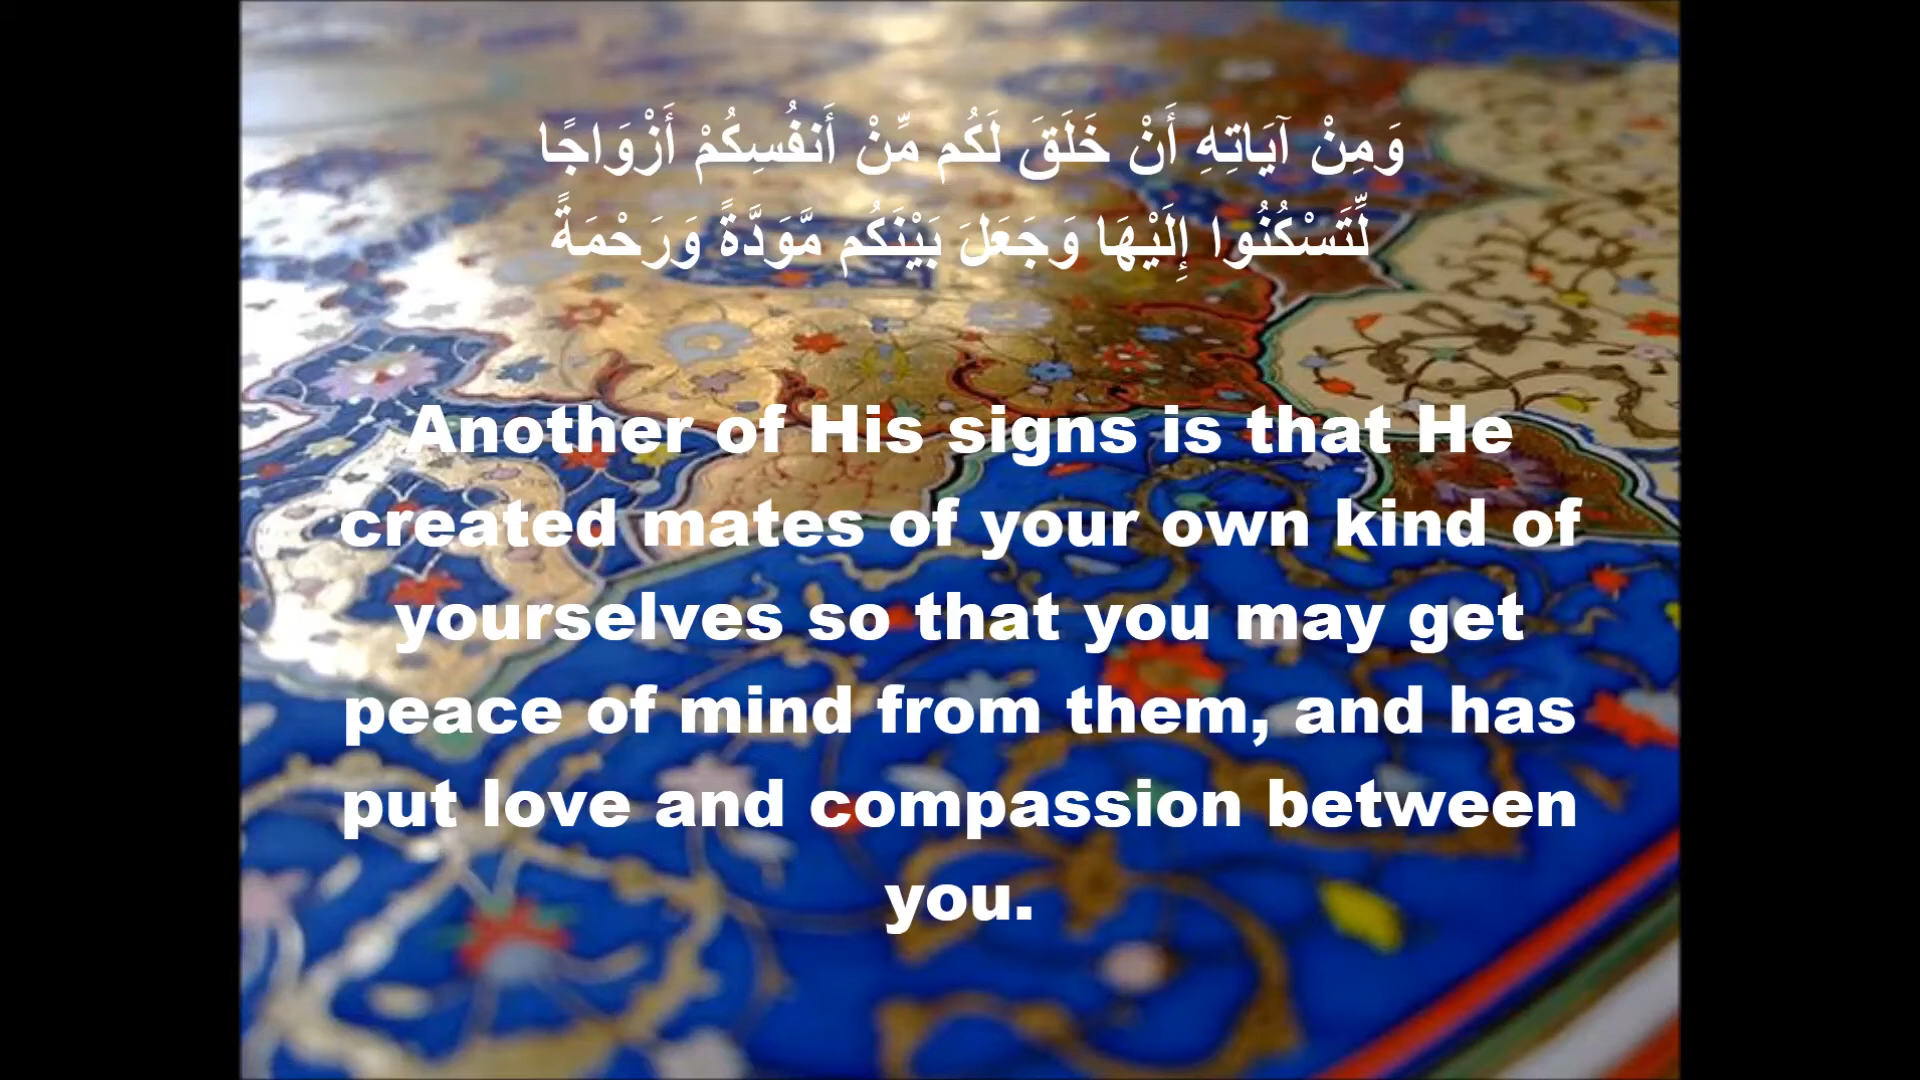 وَمِنْ آيَاتِهِ أَنْ خَلَقَ لَكُم مِّنْ أَنفُسِكُمْ أَزْوَاجًا
لِّتَسْكُنُوا إِلَيْهَا وَجَعَلَ بَيْنَكُم مَّوَدَّةً وَرَحْمَةً
Another of His signs is that He
created mates of your own kind of
yourselves so that you may get
peace of mind from them, and has
put love and compassion between
you.